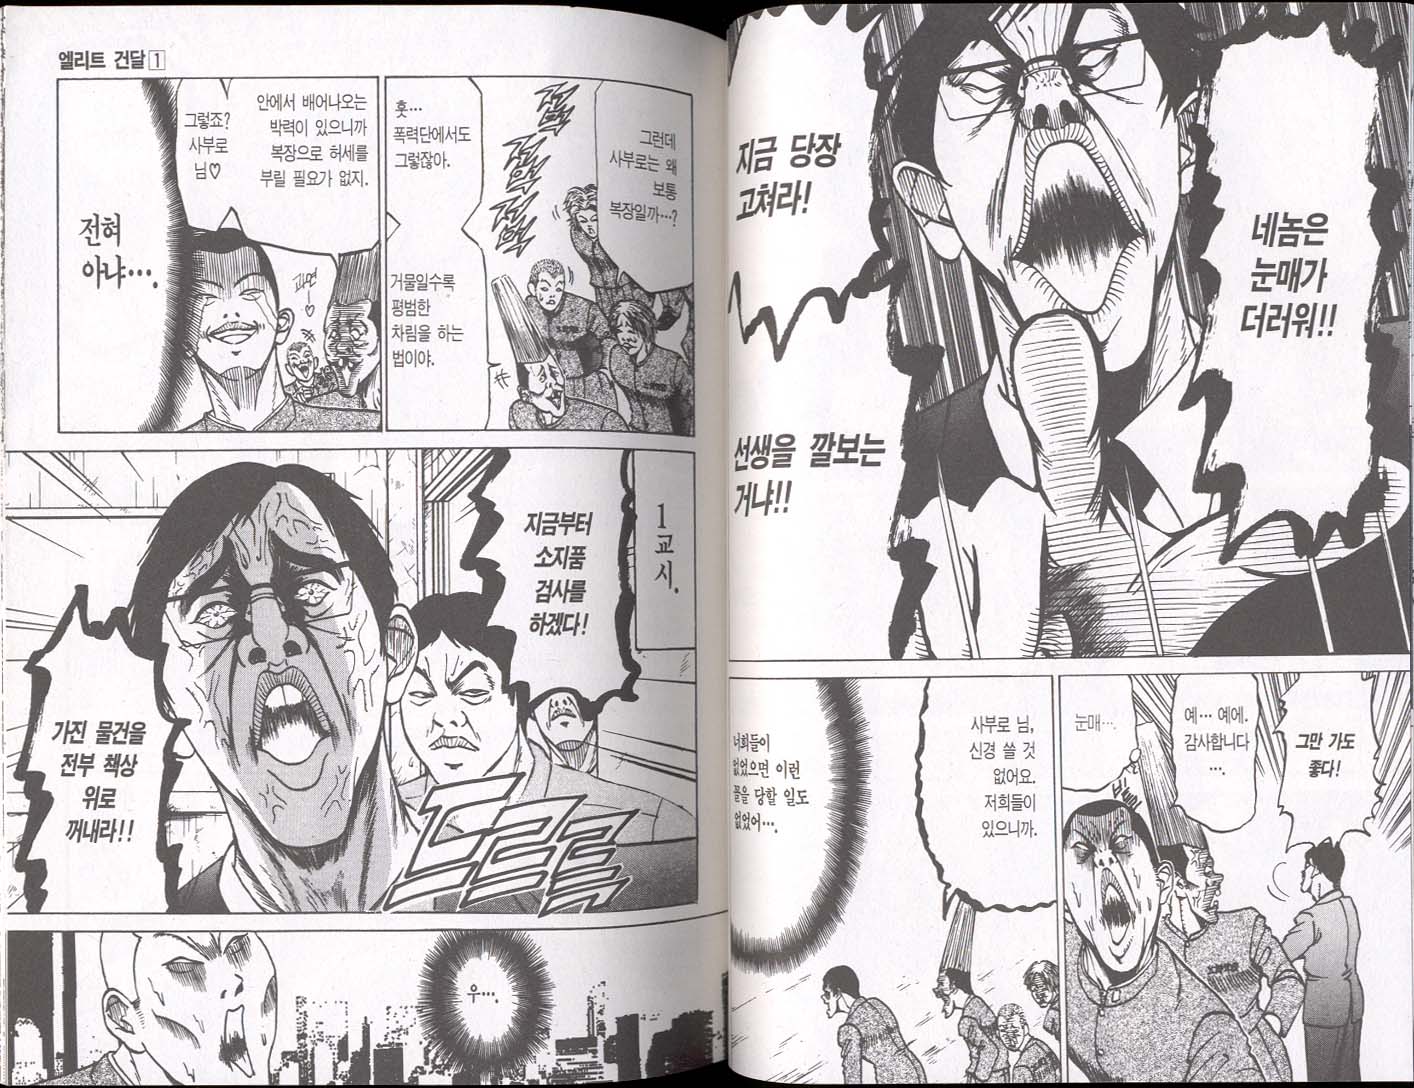 네놈은
눈매가
더러워!!
지금 당장
고쳐라!
선생을 깔보는
거냐!!
그만 가도
좋다!
예… 예에.
감사합니다
….
눈매…
사부로 님,
신경 쓸 것
없어요.
저희들이
있으니까.
너희들이
없었으면 이런
꼴을 당할 일도
없었어….
엘리트 건달 1
그런데
사부로는 왜
보통
복장일까…?
훗…
폭력단에서도
그렇잖아.
거물일수록
평범한
차림을 하는
법이야.
안에서 배어나오는
박력이 있으니까
복장으로 허세를
부릴 필요가 없지.
그렇죠?
사부로
님♡
과연
전혀
아냐….
1교시.
지금부터
소지품
검사를
하겠다!
가진 물건을
전부 책상
위로
꺼내라!!
드르륵
우….